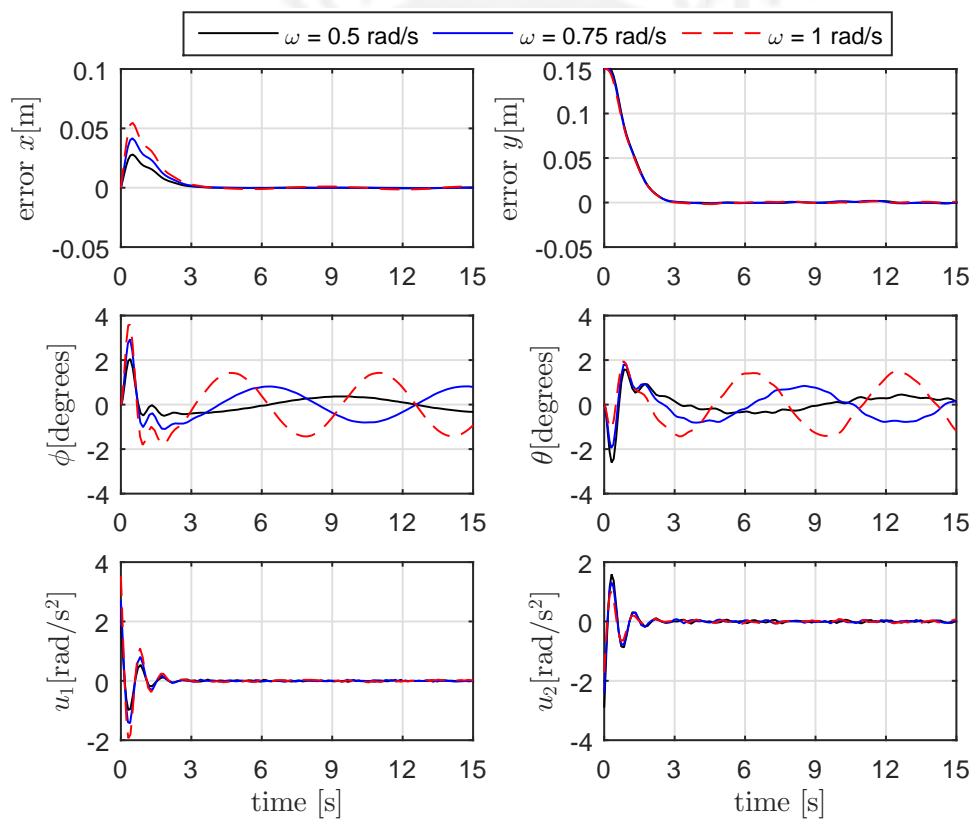 ω = 0.5 rad/s ω = 0.75 rad/s ω = 1 rad/s
error x[m]
0.1
0.05
0
-0.05
0 3 6 9 12 15
error y[m]
0.15
0.1
0.05
0
-0.05
0 3 6 9 12 15
ϕ[degrees]
4
2
0
-2
-4
0 3 6 9 12 15
θ[degrees]
4
2
0
-2
-4
0 3 6 9 12 15
u₁[rad/s²]
4
2
0
-2
0 3 6 9 12 15
time [s]
u₂[rad/s²]
2
0
-2
-4
0 3 6 9 12 15
time [s]